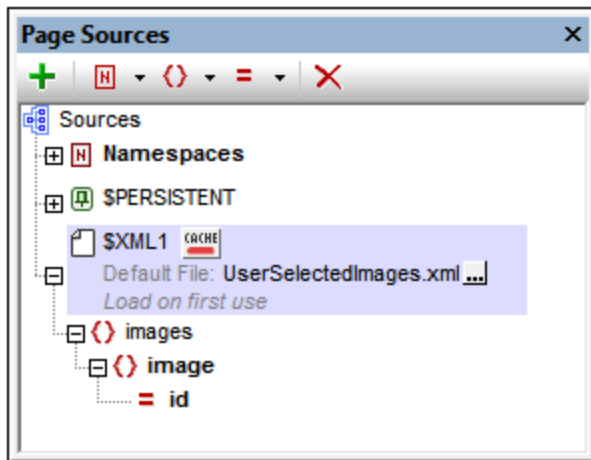 Page Sources
N {} =
Sources
N Namespaces
$PERSISTENT
$XML1 CACHE
Default File: UserSelectedImages.xml ...
Load on first use
{} images
{} image
= id